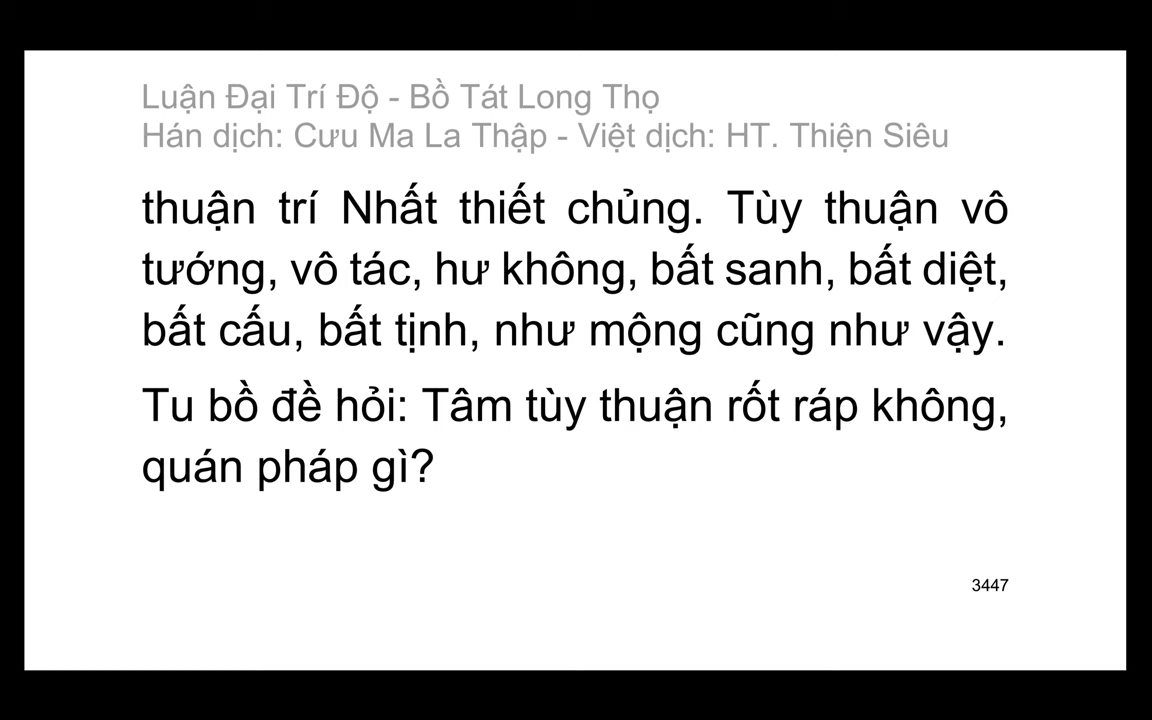 Luận Đại Trí Độ - Bồ Tát Long Thọ
Hán dịch: Cưu Ma La Thập - Việt dịch: HT. Thiện Siêu
thuận trí Nhất thiết chủng. Tùy thuận vô
tướng, vô tác, hư không, bất sanh, bất diệt,
bất cấu, bất tịnh, như mộng cũng như vậy.
Tu bồ đề hỏi: Tâm tùy thuận rốt ráp không,
quán pháp gì?
3447